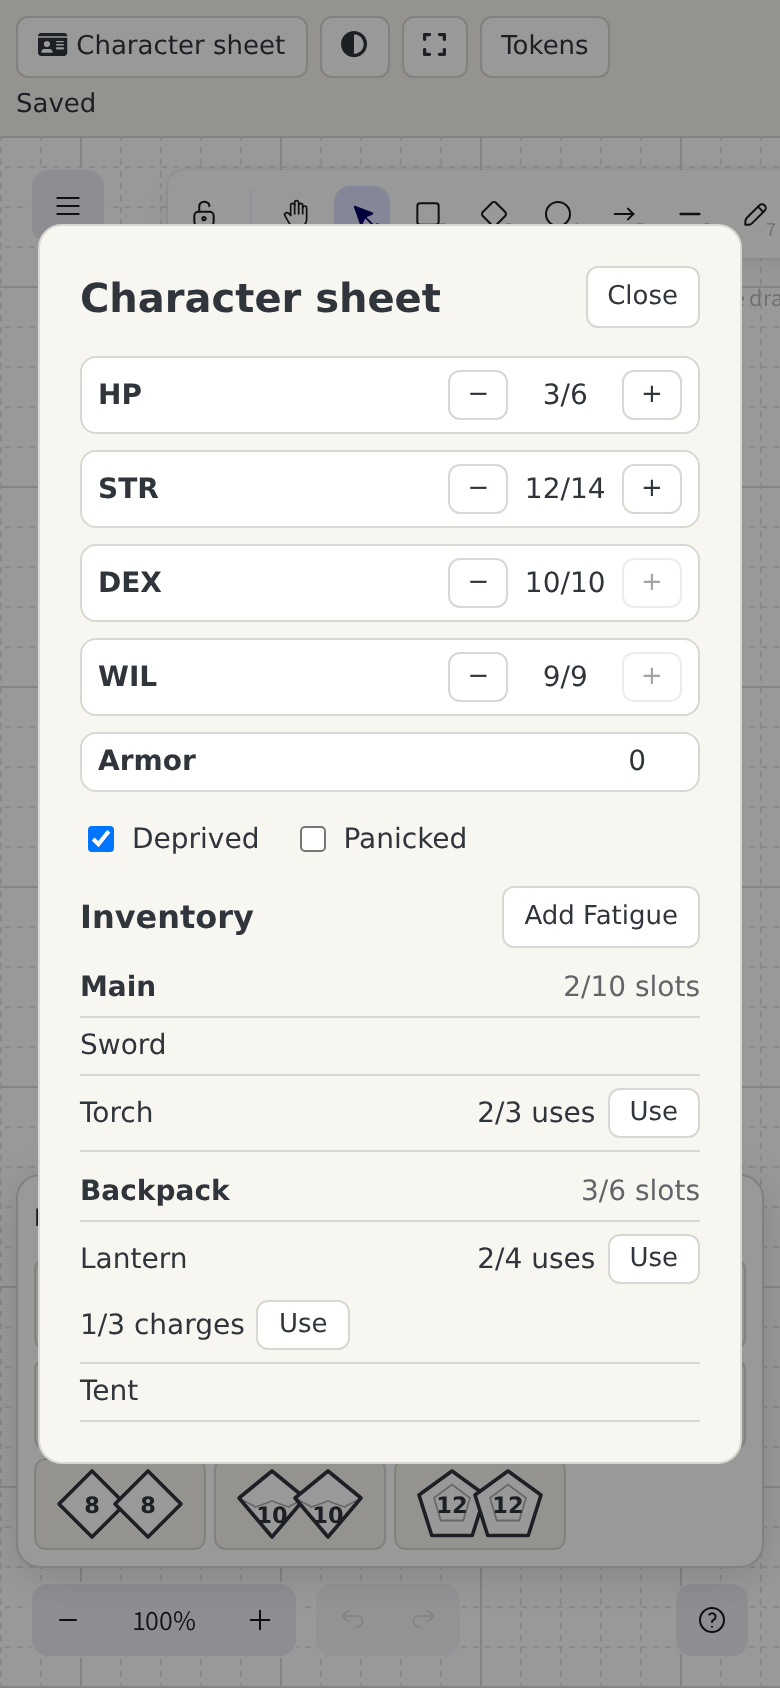 Character sheet
Tokens
Saved
7
dra
Character sheet
Close
HP
− 3/6 +
STR
− 12/14 +
DEX
− 10/10 +
WIL
− 9/9 +
Armor
0
Deprived
Panicked
Inventory
Add Fatigue
Main
2/10 slots
Sword
Torch
2/3 uses
Use
Backpack
3/6 slots
Lantern
2/4 uses
Use
1/3 charges
Use
Tent
8 8
10 10
12 12
− 100% +